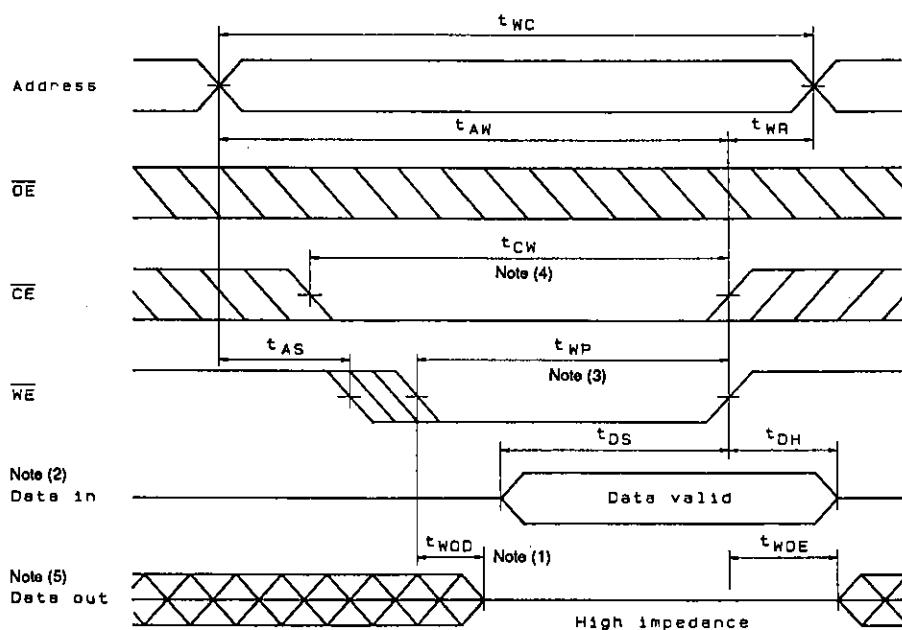 t WC
Address
t AW
t WR
OE
t CW
Note (4)
CE
t AS
t WP
Note (3)
WE
t DS
t DH
Note (2)
Data in
Data valid
t WOD
Note (1)
t WOE
Note (5)
Data out
High impedance